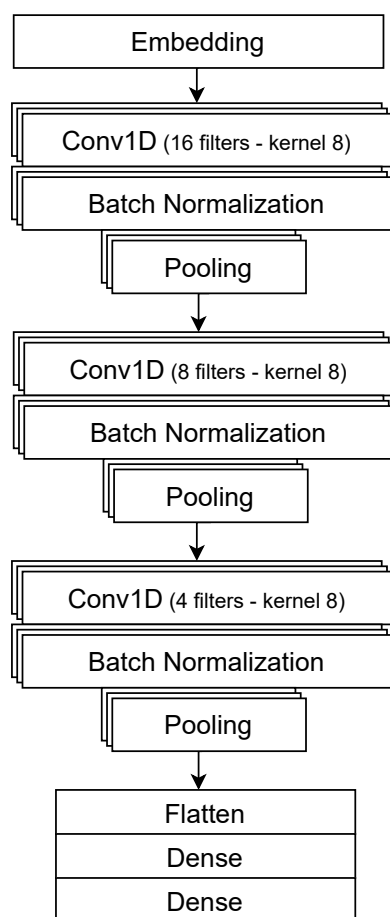 Embedding
Conv1D (16 filters - kernel 8)
Batch Normalization
Pooling
Conv1D (8 filters - kernel 8)
Batch Normalization
Pooling
Conv1D (4 filters - kernel 8)
Batch Normalization
Pooling
Flatten
Dense
Dense